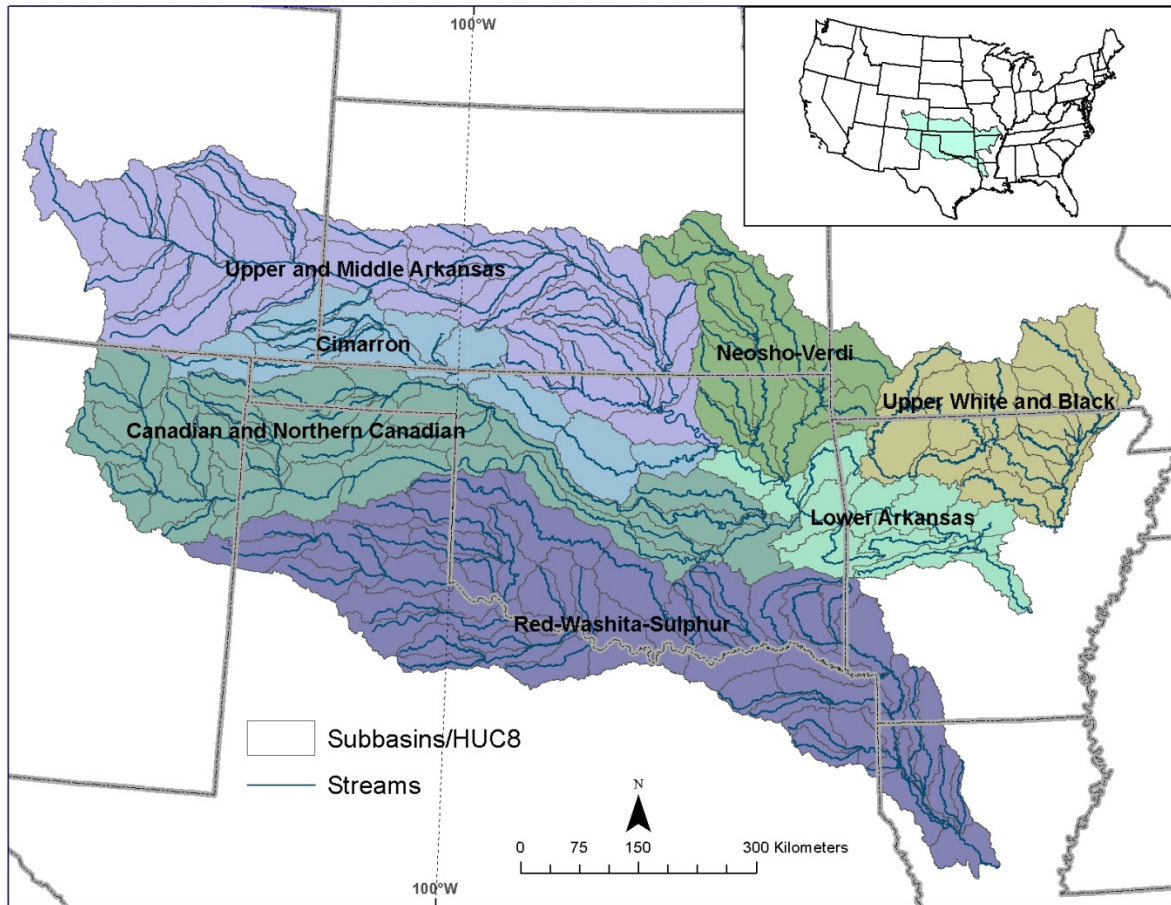 100°W
Upper and Middle Arkansas
Cimarron
Neosho-Verdi
Upper White and Black
Canadian and Northern Canadian
Lower Arkansas
Red-Washita-Sulphur
Subbasins/HUC8
Streams
N
0 75 150 300 Kilometers
100°W